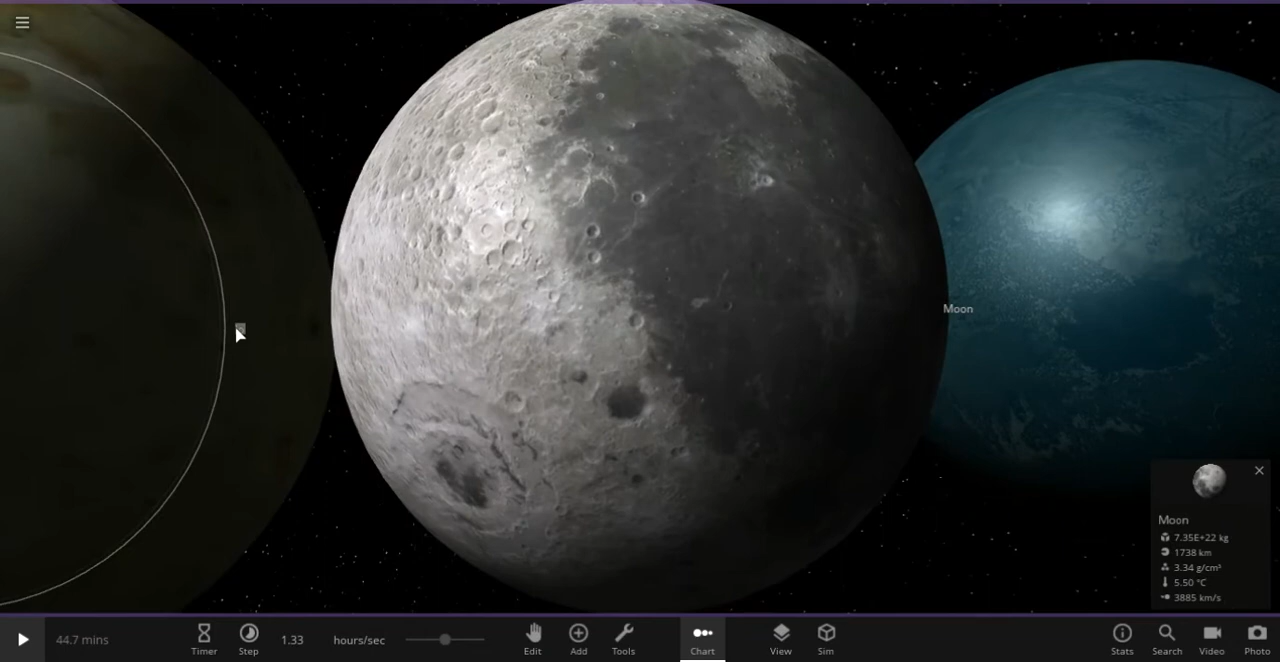 Moon
Moon
7.35E+22 kg
1738 km
3.34 g/cm³
5.50 °C
3885 km/s
44.7 mins
Timer
Step
1.33
hours/sec
Edit
Add
Tools
Chart
View
Sim
Stats
Search
Video
Photo